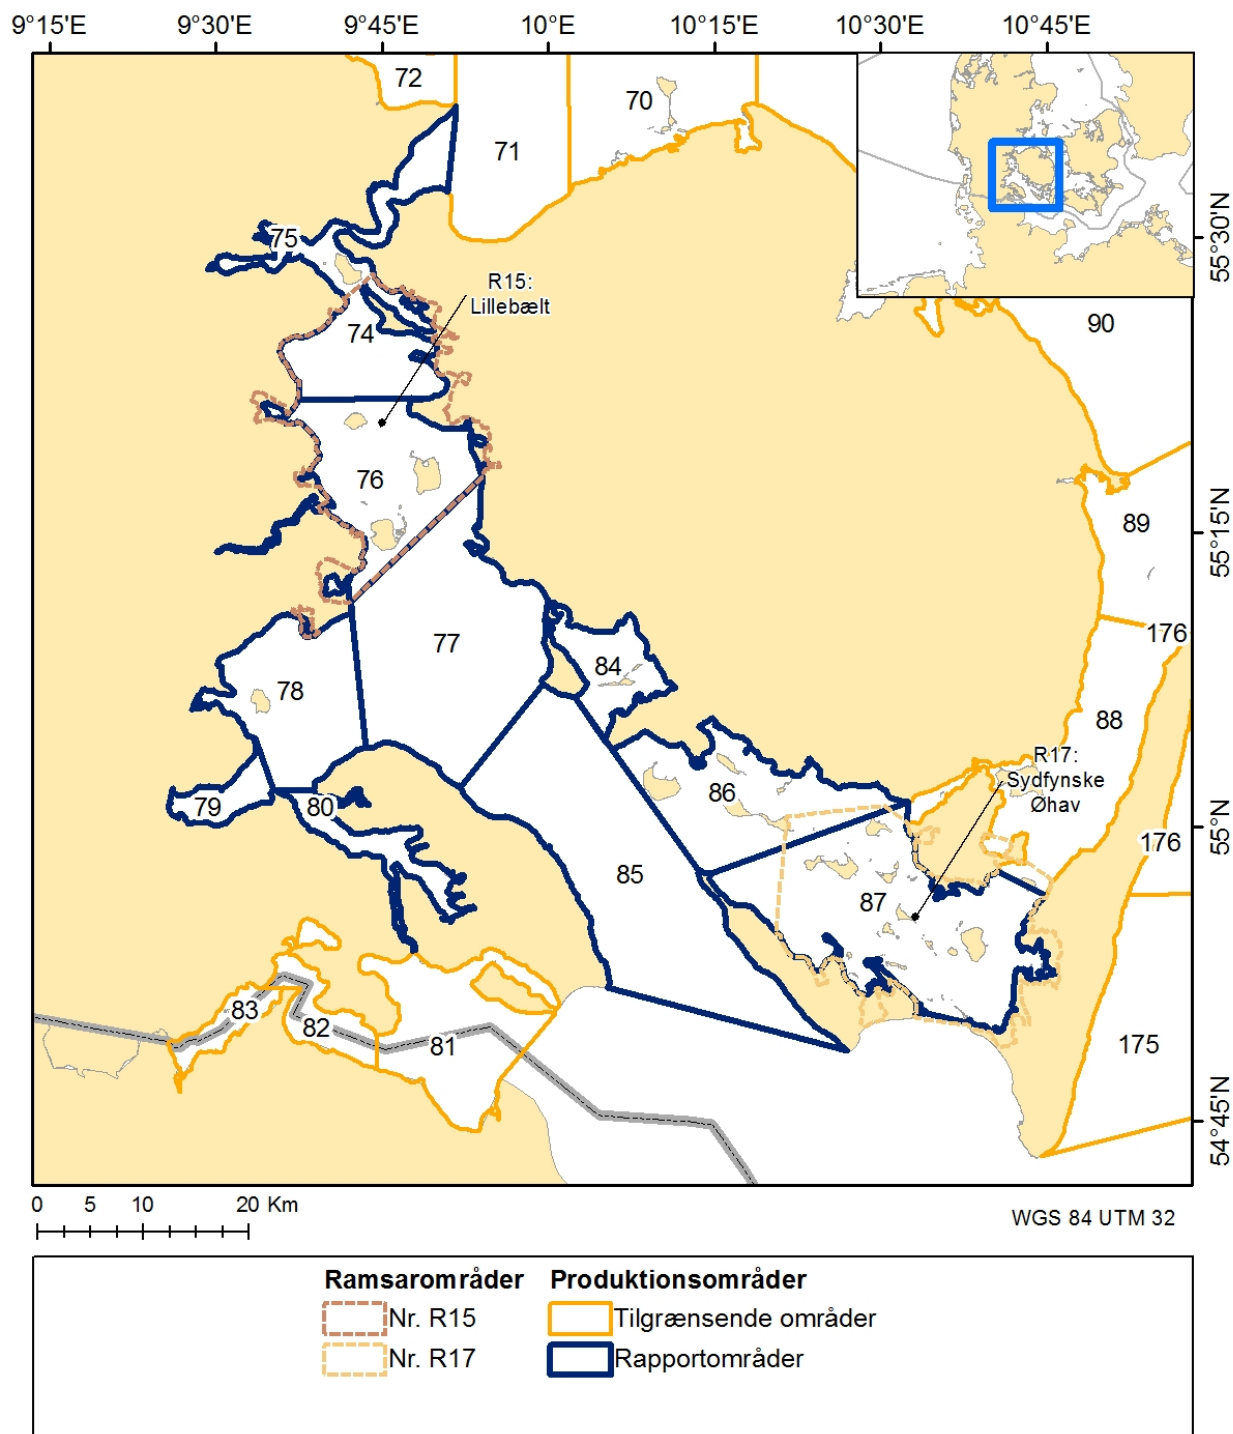 9°15'E 9°30'E 9°45'E 10°E 10°15'E 10°30'E 10°45'E
72
70
71
55°30'N
75
R15:
Lillebælt
74
90
76
89
55°15'N
176
77
84
78
88
R17:
Sydfynske
Øhav
86
79
80
55°N
176
85
87
83
82
81
175
54°45'N
0 5 10 20 Km
WGS 84 UTM 32
Ramsarområder Produktionsområder
Nr. R15 Tilgrænsende områder
Nr. R17 Rapportområder